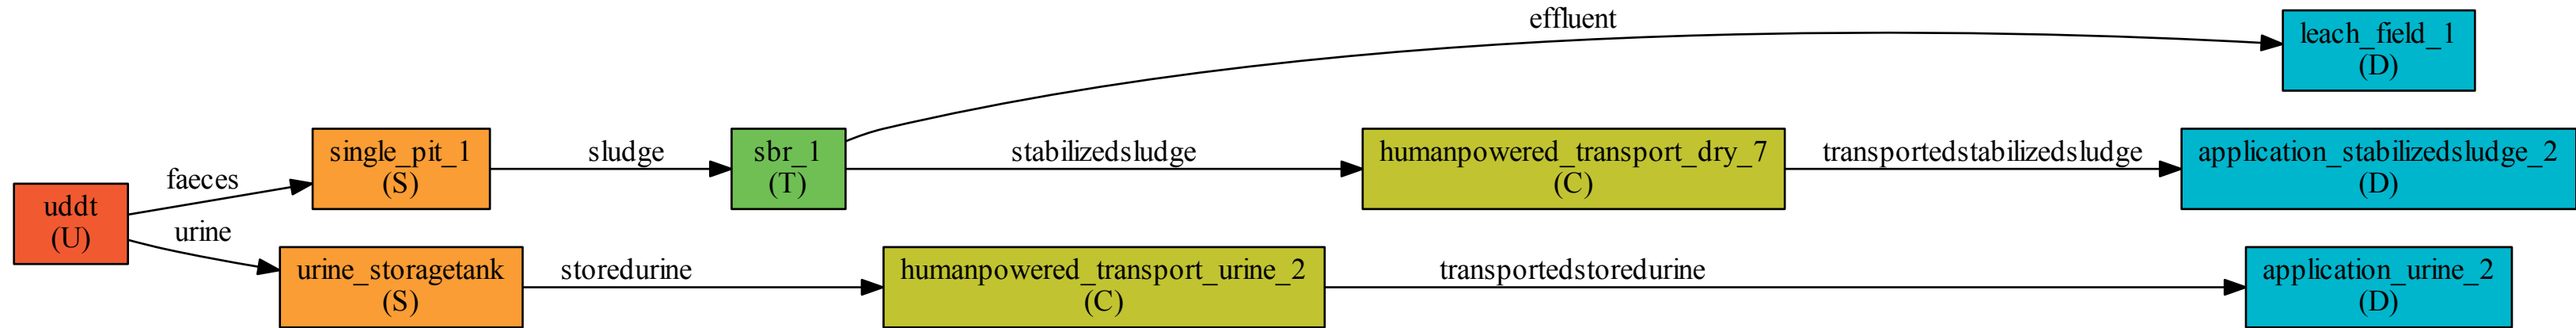 effluent
leach_field_1
(D)
faeces
single_pit_1
(S)
sludge
sbr_1
(T)
stabilizedsludge
humanpowered_transport_dry_7
(C)
transportedstabilizedsludge
application_stabilizedsludge_2
(D)
uddt
(U)
urine
urine_storagetank
(S)
storedurine
humanpowered_transport_urine_2
(C)
transportedstoredurine
application_urine_2
(D)